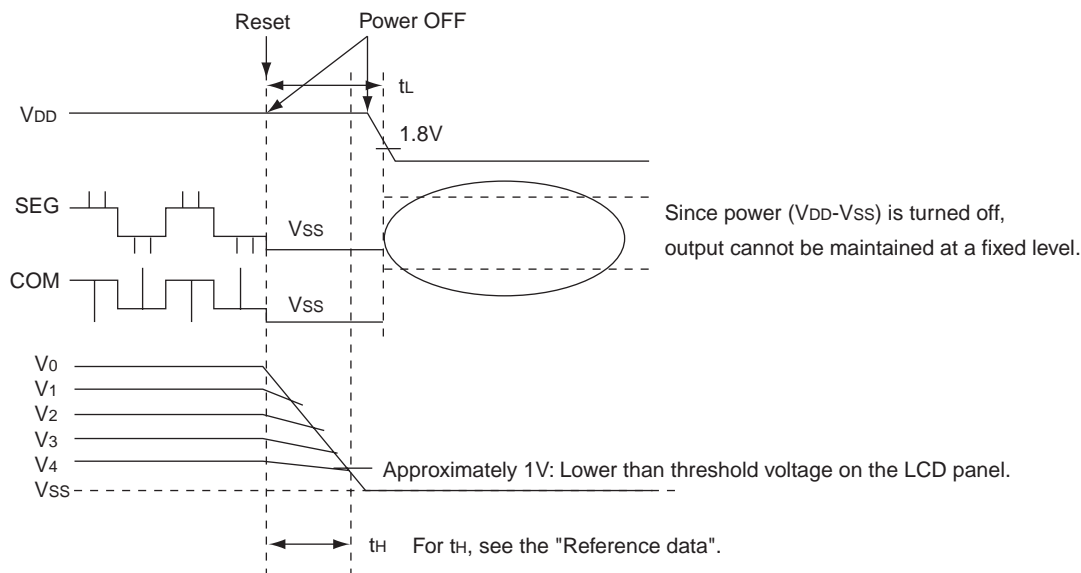 Reset
Power OFF
tL
VDD
1.8V
SEG
VSS
Since power (VDD-VSS) is turned off,
output cannot be maintained at a fixed level.
COM
VSS
V0
V1
V2
V3
V4
Approximately 1V: Lower than threshold voltage on the LCD panel.
VSS
tH For tH, see the "Reference data".